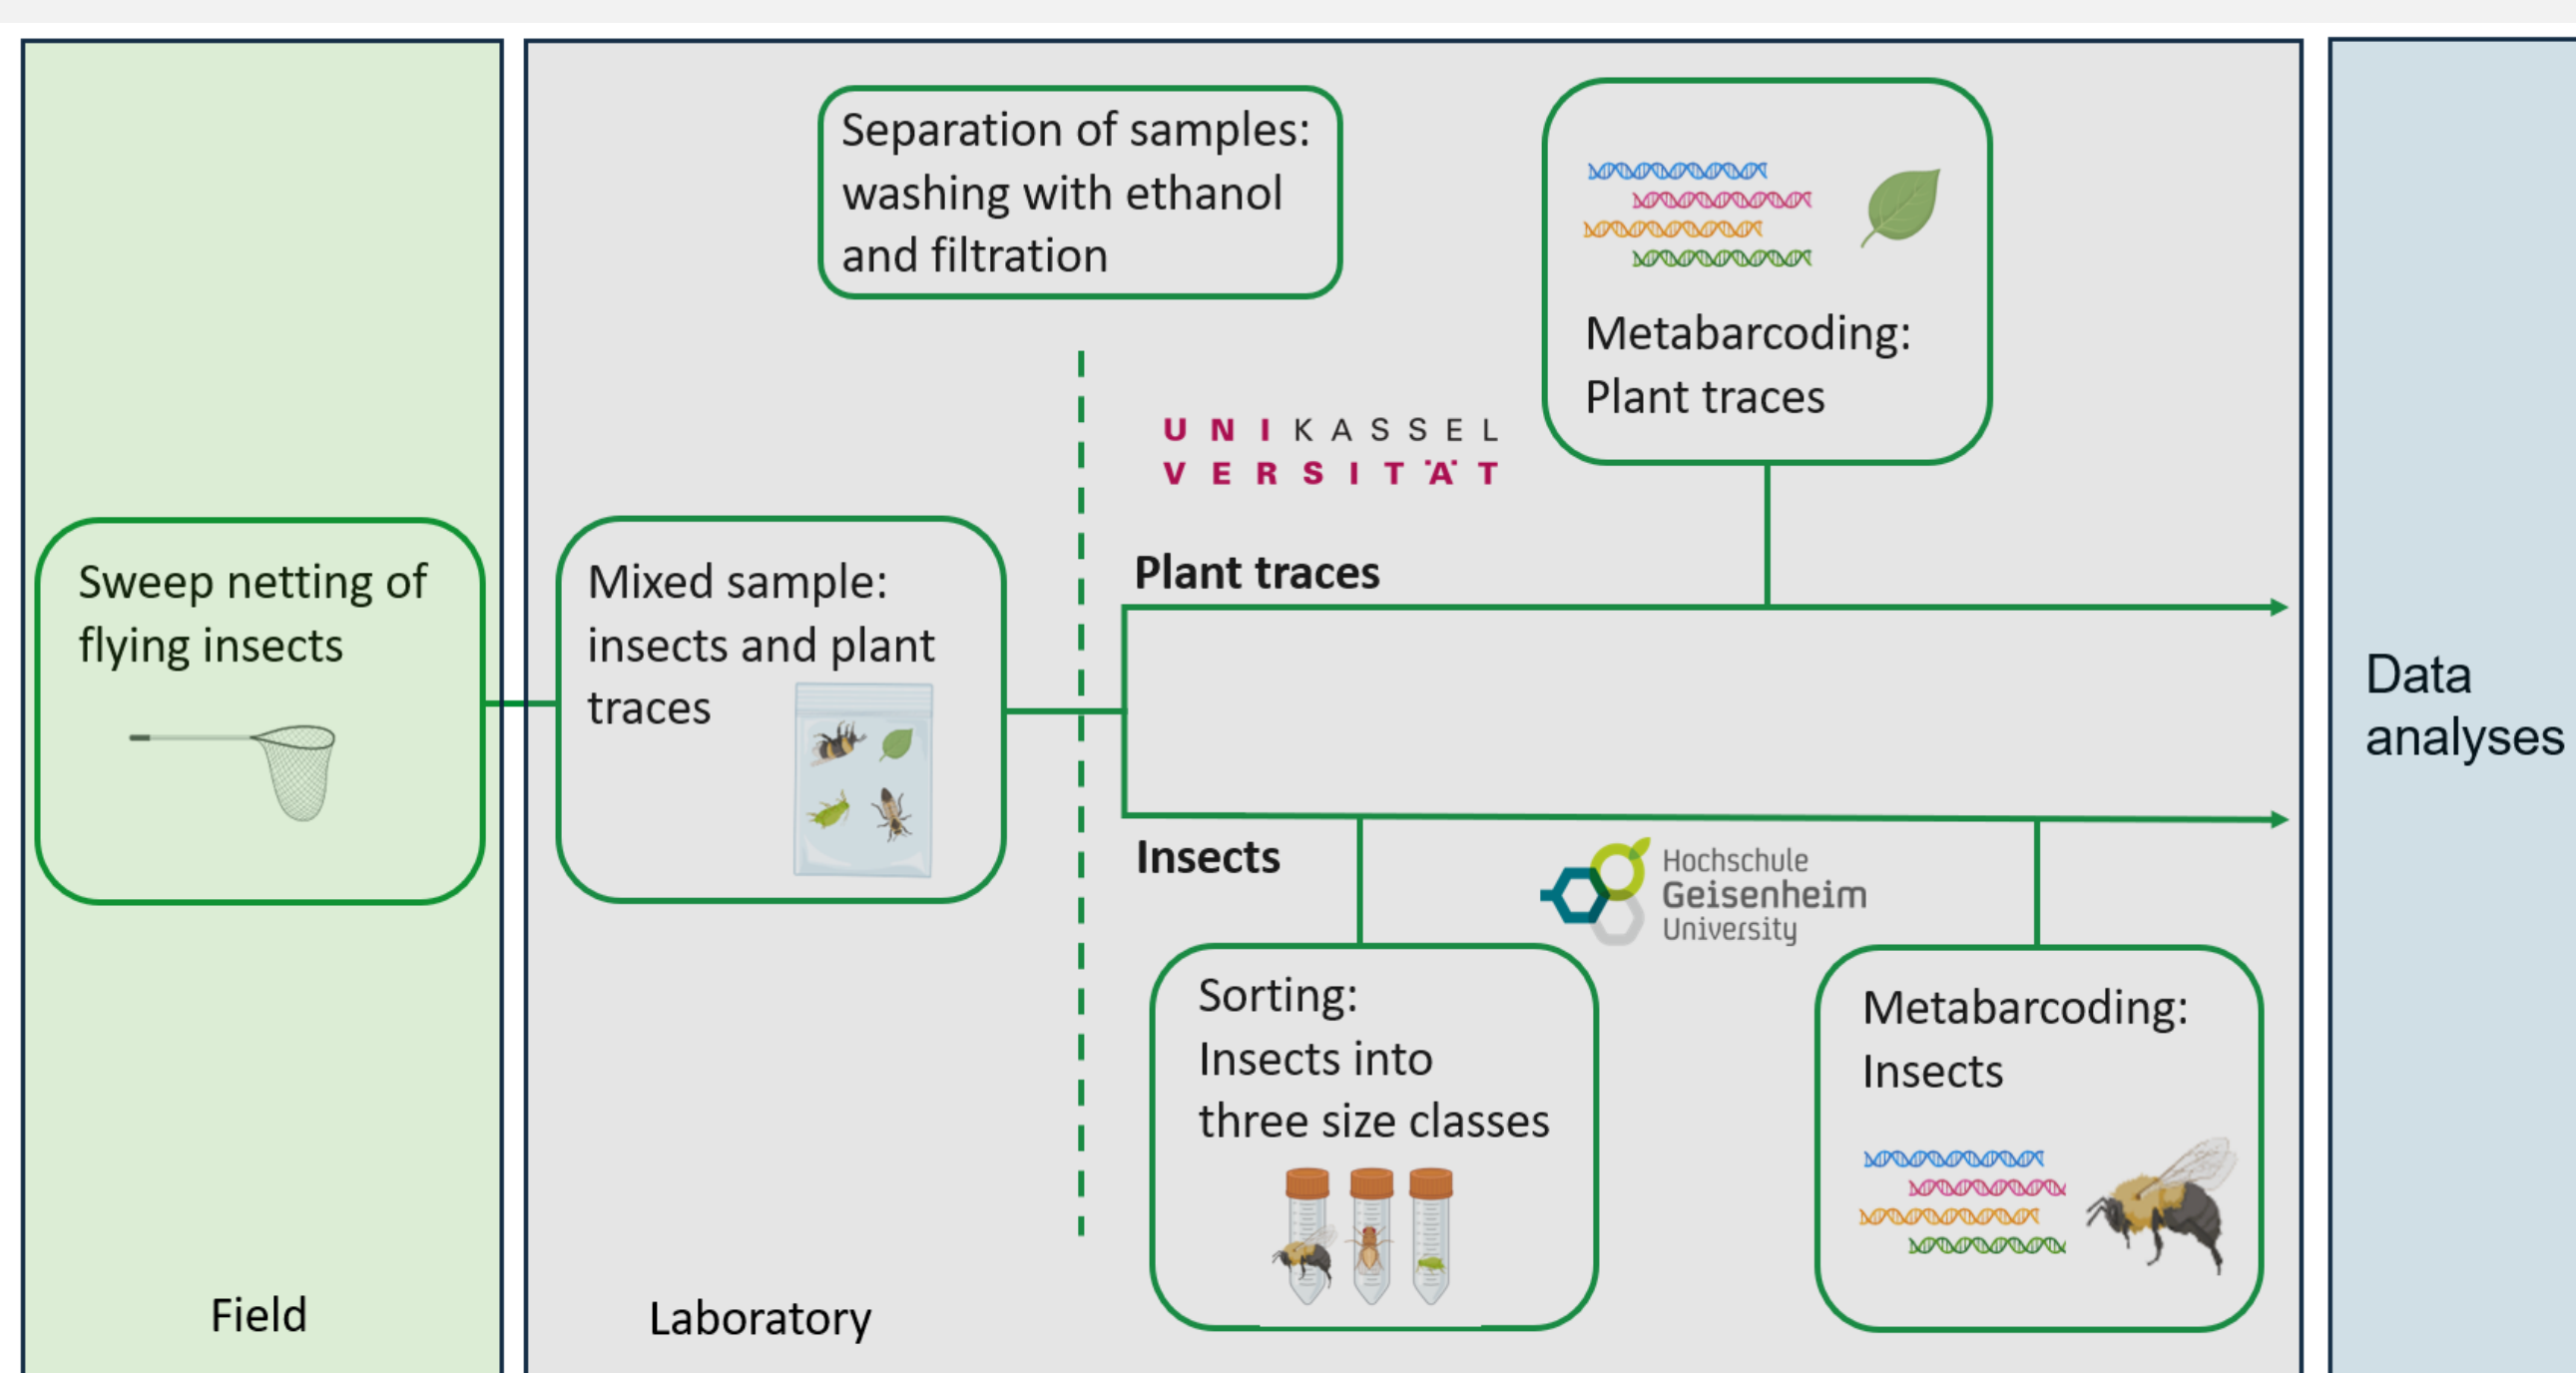 Separation of samples:
washing with ethanol
and filtration
Metabarcoding:
Plant traces
UNIKASSEL
VERSITÄT
Sweep netting of
flying insects
Mixed sample:
insects and plant
traces
Plant traces
Data
analyses
Insects
Hochschule
Geisenheim
University
Sorting:
Insects into
three size classes
Metabarcoding:
Insects
Field
Laboratory